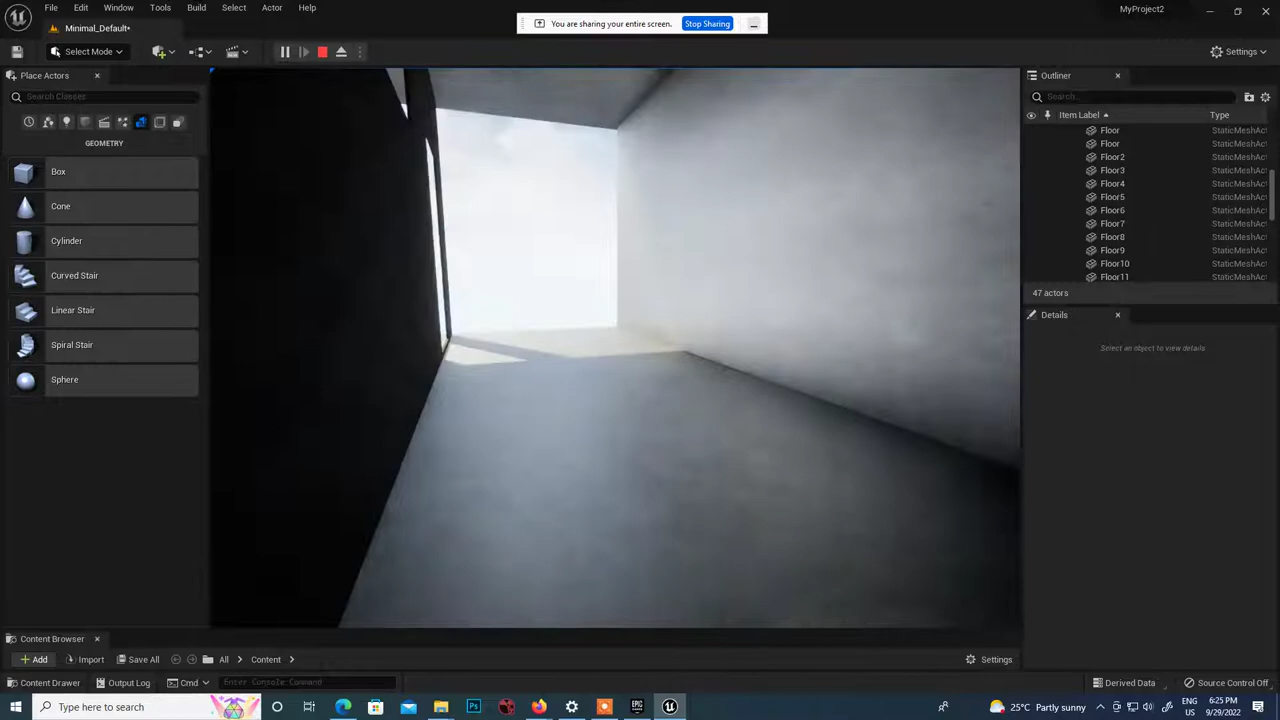 File Edit Window Tools Build Select Actor Help
MyProject2
Minimal_Default
You are sharing your entire screen. Stop Sharing
Select Mode
Settings
Place Actors
Search Classes
GEOMETRY
Box
Cone
Cylinder
Curved Stair
Linear Stair
Spiral Stair
Sphere
Outliner
Search...
Item Label Type
Floor StaticMeshAct
Floor StaticMeshAct
Floor2 StaticMeshAct
Floor3 StaticMeshAct
Floor4 StaticMeshAct
Floor5 StaticMeshAct
Floor6 StaticMeshAct
Floor7 StaticMeshAct
Floor8 StaticMeshAct
Floor9 StaticMeshAct
Floor10 StaticMeshAct
Floor11 StaticMeshAct
47 actors
Details
Select an object to view details
Content Browser
Add Import Save All All Content Settings
Content Drawer Output Log Cmd Enter Console Command Derived Data Source Control Off
Type here to search
Ps
EPIC GAMES
25°C Partly sunny
ENG
DS
6:25 PM
9/29/2022